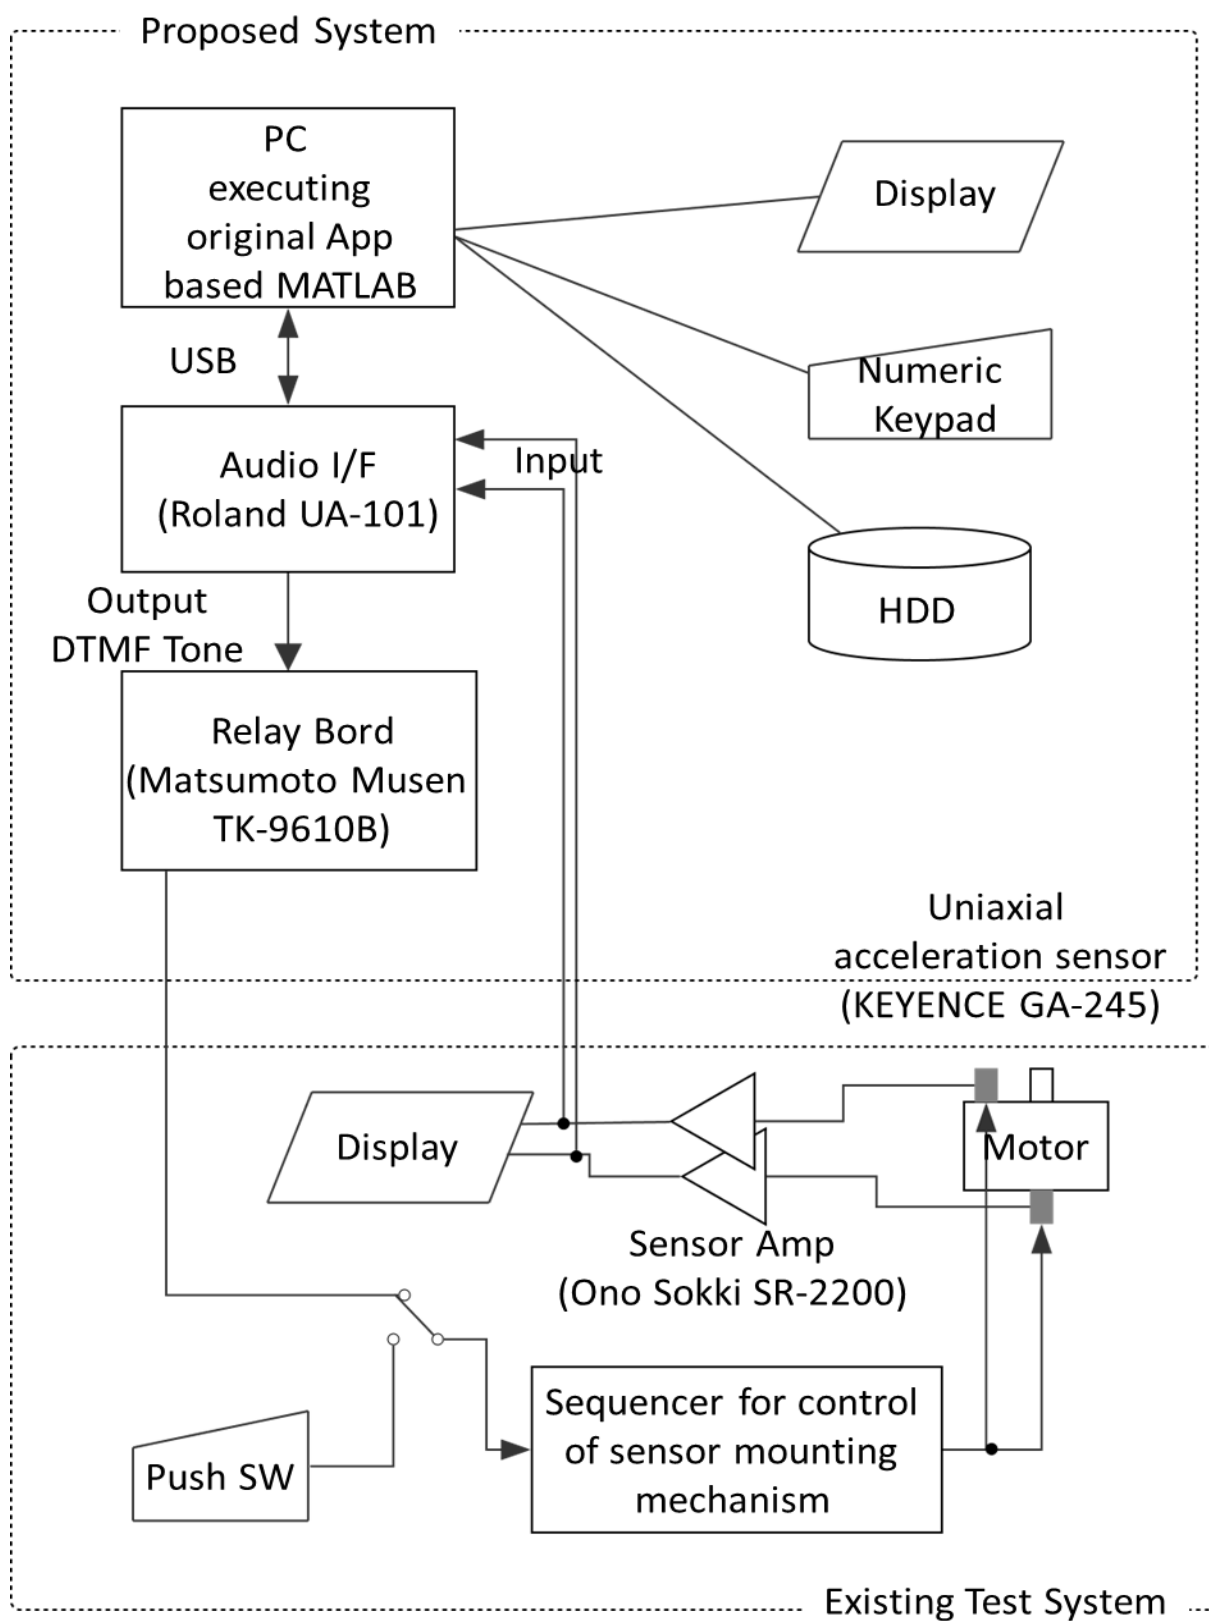 Proposed System
PC
executing
original App
based MATLAB
Display
USB
Numeric
Keypad
Audio I/F
(Roland UA-101)
Input
HDD
Output
DTMF Tone
Relay Bord
(Matsumoto Musen
TK-9610B)
Uniaxial
acceleration sensor
(KEYENCE GA-245)
Display
Motor
Sensor Amp
(Ono Sokki SR-2200)
Sequencer for control
of sensor mounting
mechanism
Push SW
Existing Test System